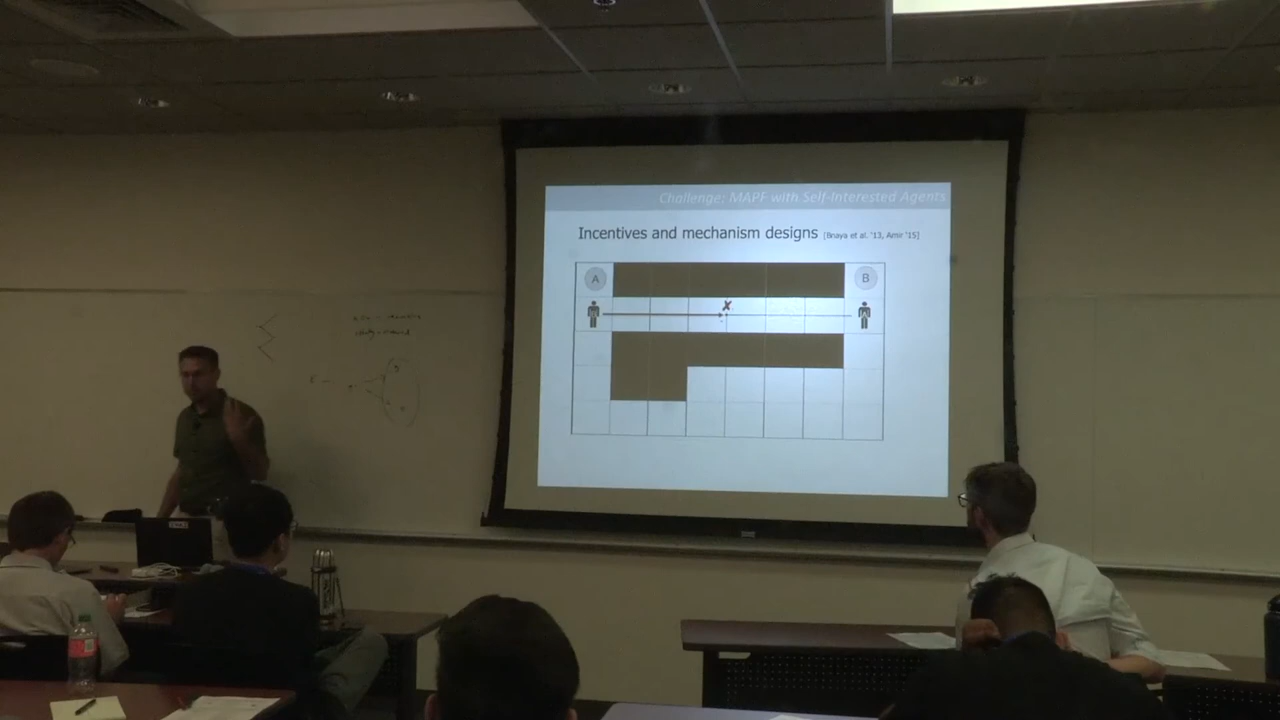 Challenge: MAPF with Self-Interested Agents
Incentives and mechanism designs [Bnaya et al. '13, Amir '15]
A B